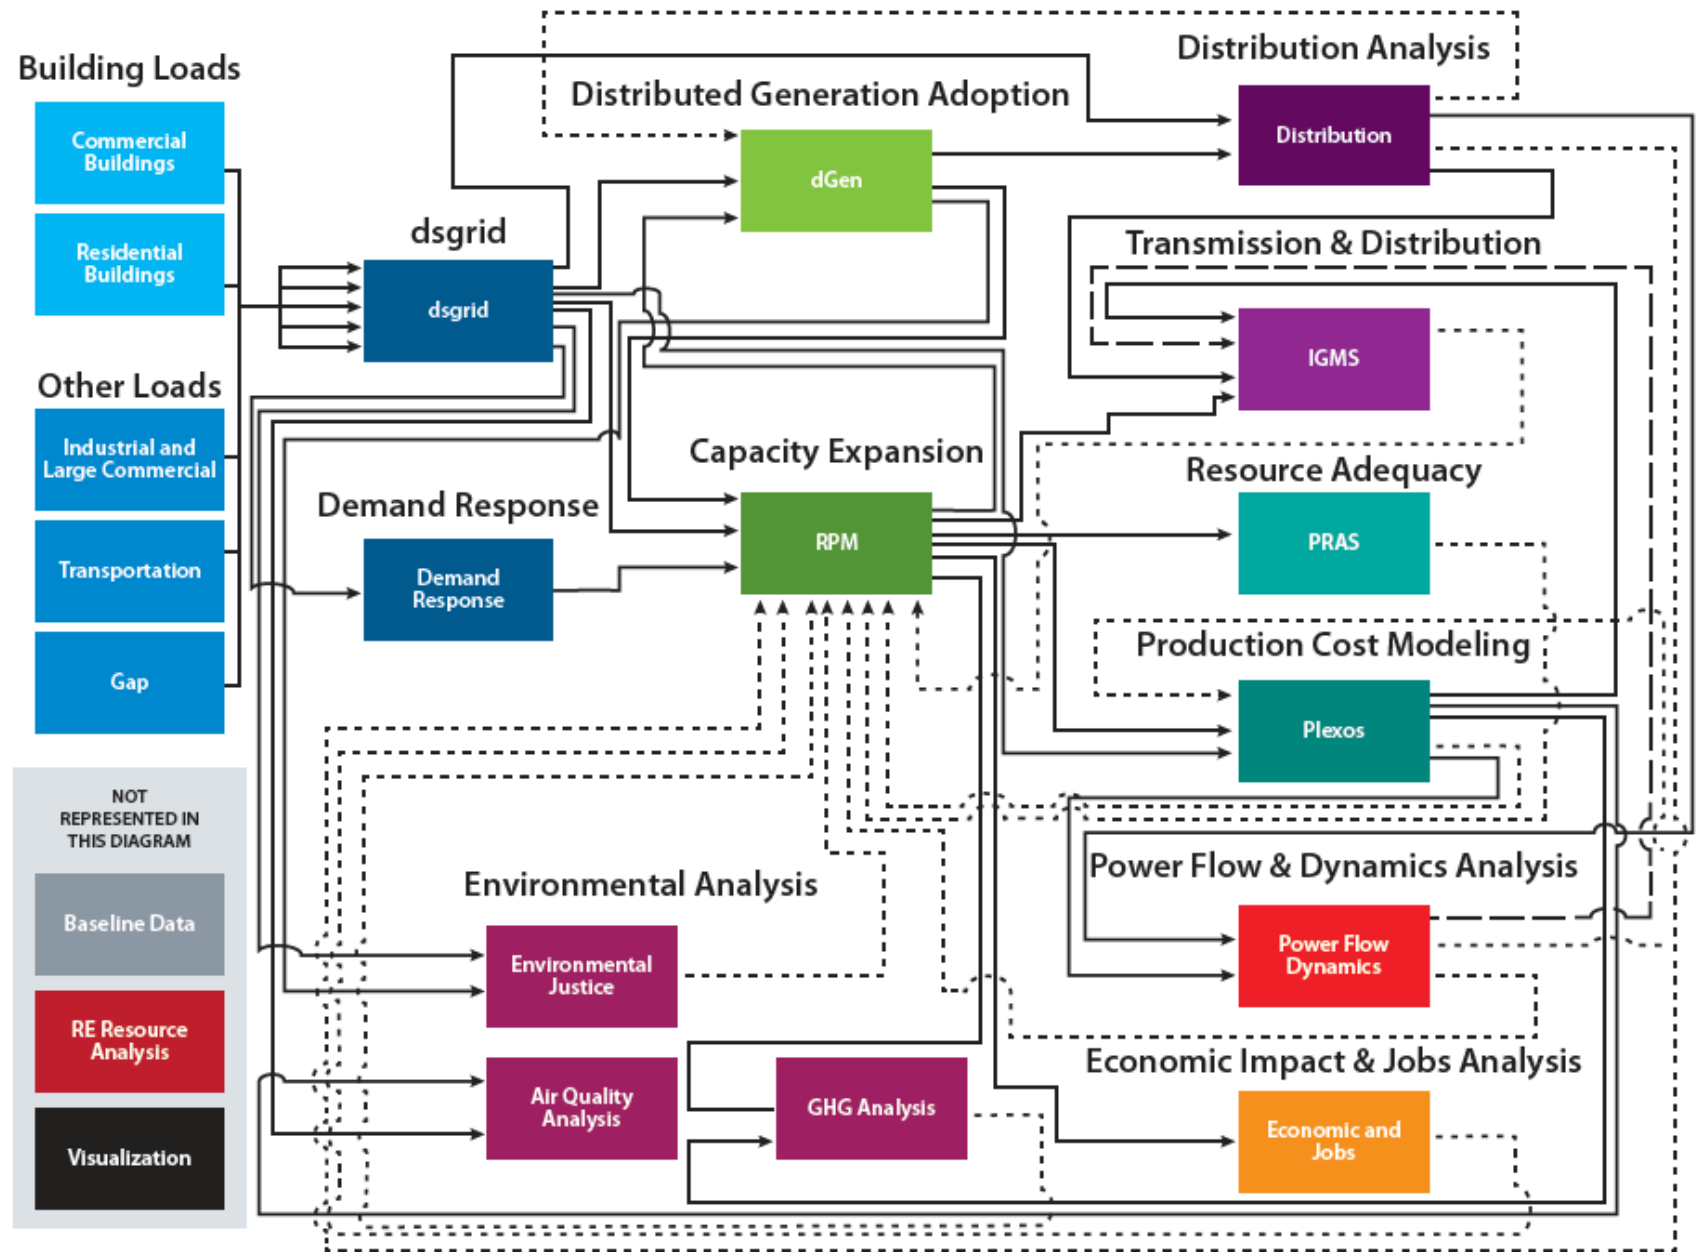 Building Loads
Commercial
Buildings
Residential
Buildings
Other Loads
Industrial and
Large Commercial
Transportation
Gap
NOT
REPRESENTED IN
THIS DIAGRAM
Baseline Data
RE Resource
Analysis
Visualization
dsgrid
dsgrid
Demand Response
Demand
Response
Distributed Generation Adoption
dGen
Capacity Expansion
RPM
Environmental Analysis
Environmental
Justice
Air Quality
Analysis
GHG Analysis
Distribution Analysis
Distribution
Transmission & Distribution
IGMS
Resource Adequacy
PRAS
Production Cost Modeling
Plexos
Power Flow & Dynamics Analysis
Power Flow
Dynamics
Economic Impact & Jobs Analysis
Economic and
Jobs